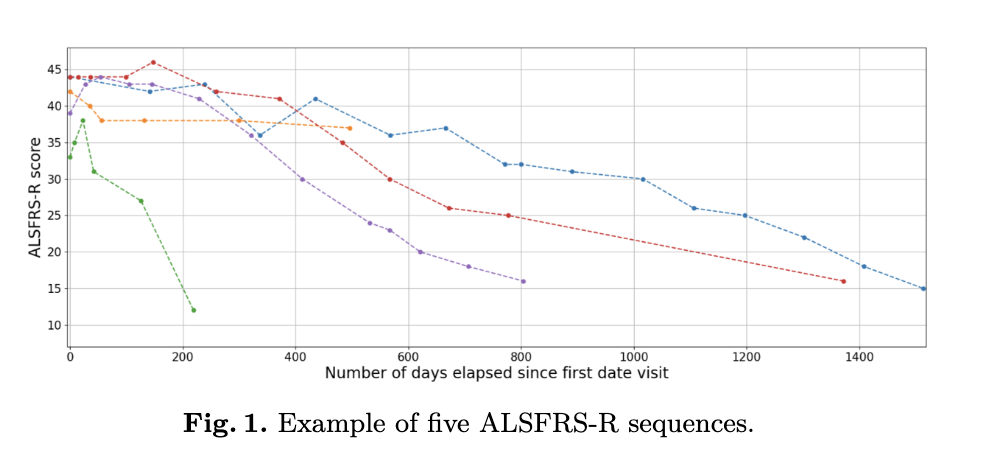 45
40
35
30
25
20
15
10
ALSFRS-R score
0 200 400 600 800 1000 1200 1400
Number of days elapsed since first date visit
Fig. 1. Example of five ALSFRS-R sequences.